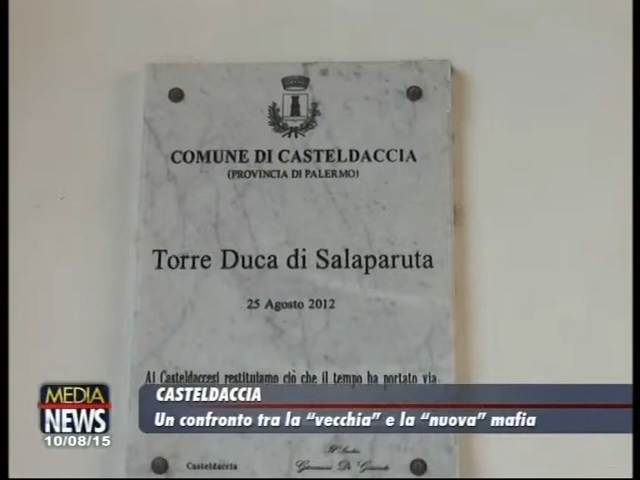 COMUNE DI CASTELDACCIA
(PROVINCIA DI PALERMO)
Torre Duca di Salaparuta
25 Agosto 2012
Ai Casteldaccesi restituiamo ciò che il tempo ha portato via
CASTELDACCIA
Un confronto tra la “vecchia” e la “nuova” mafia
MEDIA
NEWS
10/08/15
Casteldaccia
Il Sindaco